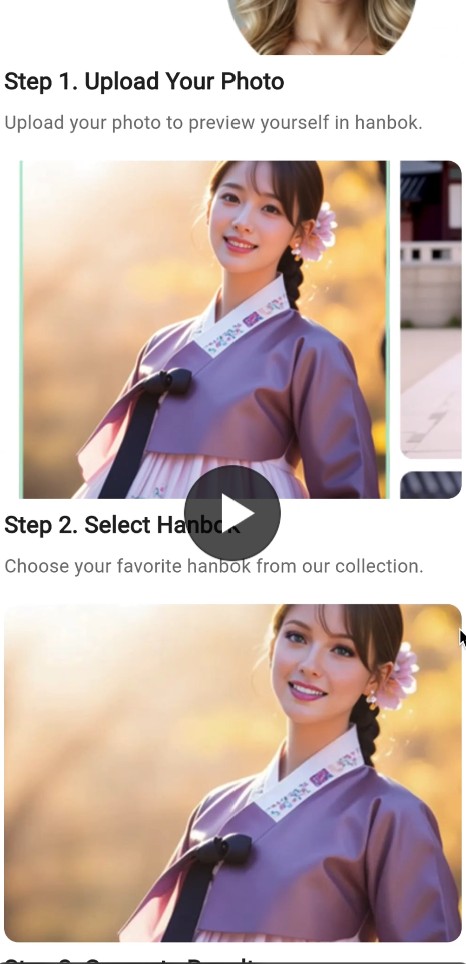 Step 1. Upload Your Photo
Upload your photo to preview yourself in hanbok.
Step 2. Select Hanbok
Choose your favorite hanbok from our collection.